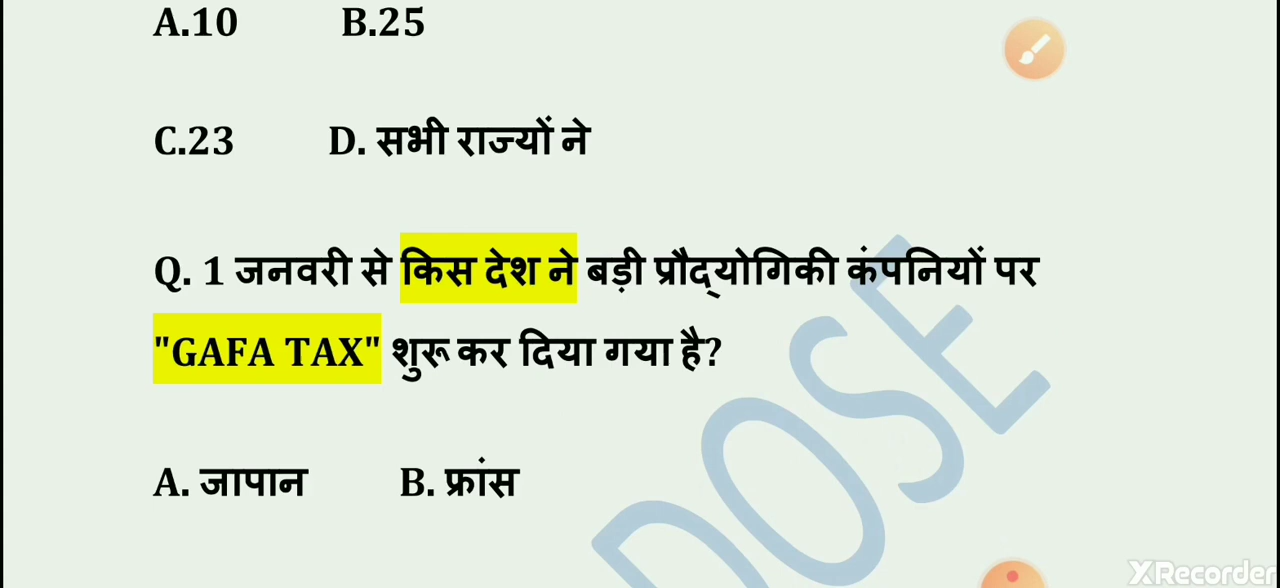 A.10 B.25
C.23 D. सभी राज्यों ने
Q. 1 जनवरी से किस देश ने बड़ी प्रौद्योगिकी कंपनियों पर
"GAFA TAX" शुरू कर दिया गया है?
A. जापान B. फ्रांस
DOSE
XRecorder